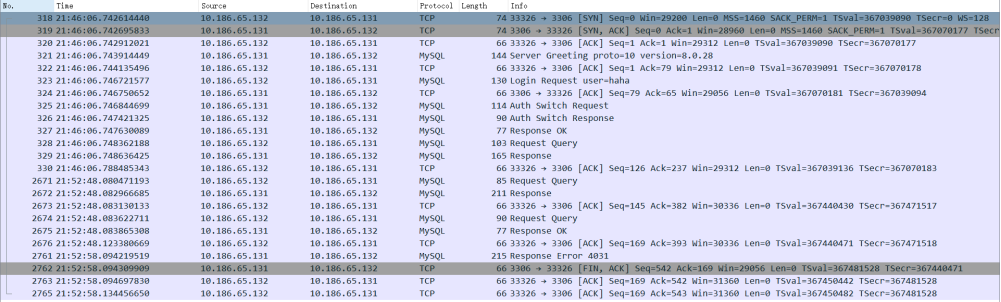 No. Time Source Destination Protocol Length Info
318 21:46:06.742614440 10.186.65.132 10.186.65.131 TCP 74 33326 → 3306 [SYN] Seq=0 Win=29200 Len=0 MSS=1460 SACK_PERM=1 TSval=367039090 TSecr=0 WS=128
319 21:46:06.742695833 10.186.65.131 10.186.65.132 TCP 74 3306 → 33326 [SYN, ACK] Seq=0 Ack=1 Win=28960 Len=0 MSS=1460 SACK_PERM=1 TSval=367070177 TSecr=3
320 21:46:06.742912021 10.186.65.132 10.186.65.131 TCP 66 33326 → 3306 [ACK] Seq=1 Ack=1 Win=29312 Len=0 TSval=367039090 TSecr=367070177
321 21:46:06.743914449 10.186.65.131 10.186.65.132 MySQL 144 Server Greeting proto=10 version=8.0.28
322 21:46:06.744135496 10.186.65.132 10.186.65.131 TCP 66 33326 → 3306 [ACK] Seq=1 Ack=79 Win=29312 Len=0 TSval=367039091 TSecr=367070178
323 21:46:06.746721577 10.186.65.132 10.186.65.131 MySQL 130 Login Request user=haha
324 21:46:06.746750652 10.186.65.131 10.186.65.132 TCP 66 3306 → 33326 [ACK] Seq=79 Ack=65 Win=29056 Len=0 TSval=367070181 TSecr=367039094
325 21:46:06.746844699 10.186.65.131 10.186.65.132 MySQL 114 Auth Switch Request
326 21:46:06.747421325 10.186.65.132 10.186.65.131 MySQL 90 Auth Switch Response
327 21:46:06.747630089 10.186.65.131 10.186.65.132 MySQL 77 Response OK
328 21:46:06.748362188 10.186.65.132 10.186.65.131 MySQL 103 Request Query
329 21:46:06.748636425 10.186.65.131 10.186.65.132 MySQL 165 Response
330 21:46:06.788485343 10.186.65.132 10.186.65.131 TCP 66 33326 → 3306 [ACK] Seq=126 Ack=237 Win=29312 Len=0 TSval=367039136 TSecr=367070183
2671 21:52:48.080471193 10.186.65.132 10.186.65.131 MySQL 85 Request Query
2672 21:52:48.082966685 10.186.65.131 10.186.65.132 MySQL 211 Response
2673 21:52:48.083130133 10.186.65.132 10.186.65.131 TCP 66 33326 → 3306 [ACK] Seq=145 Ack=382 Win=30336 Len=0 TSval=367440430 TSecr=367471517
2674 21:52:48.083622711 10.186.65.132 10.186.65.131 MySQL 90 Request Query
2675 21:52:48.083865308 10.186.65.131 10.186.65.132 MySQL 77 Response OK
2676 21:52:48.123380669 10.186.65.132 10.186.65.131 TCP 66 33326 → 3306 [ACK] Seq=169 Ack=393 Win=30336 Len=0 TSval=367440471 TSecr=367471518
2761 21:52:58.094219519 10.186.65.131 10.186.65.132 MySQL 215 Response Error 4031
2762 21:52:58.094309909 10.186.65.131 10.186.65.132 TCP 66 3306 → 33326 [FIN, ACK] Seq=542 Ack=169 Win=29056 Len=0 TSval=367481528 TSecr=367440471
2763 21:52:58.094697830 10.186.65.132 10.186.65.131 TCP 66 33326 → 3306 [ACK] Seq=169 Ack=542 Win=31360 Len=0 TSval=367450442 TSecr=367481528
2765 21:52:58.134456650 10.186.65.132 10.186.65.131 TCP 66 33326 → 3306 [ACK] Seq=169 Ack=543 Win=31360 Len=0 TSval=367450482 TSecr=367481528